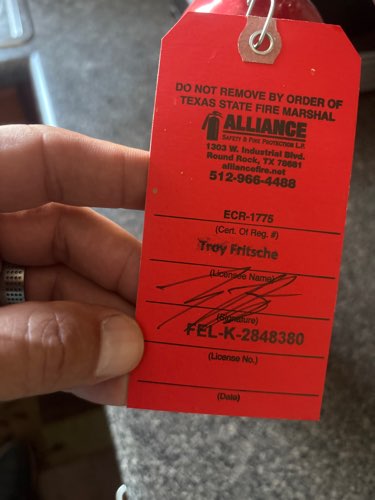 DO NOT REMOVE BY ORDER OF
TEXAS STATE FIRE MARSHAL
ALLIANCE
SAFETY & FIRE PROTECTION L.P.
1303 W. Industrial Blvd.
Round Rock, TX 78681
alliancefire.net
512-966-4488
ECR-1775
(Cert. Of Reg. #)
Troy Fritsche
(Licensee Name)
(Signature)
FEL-K-2848380
(License No.)
(Date)